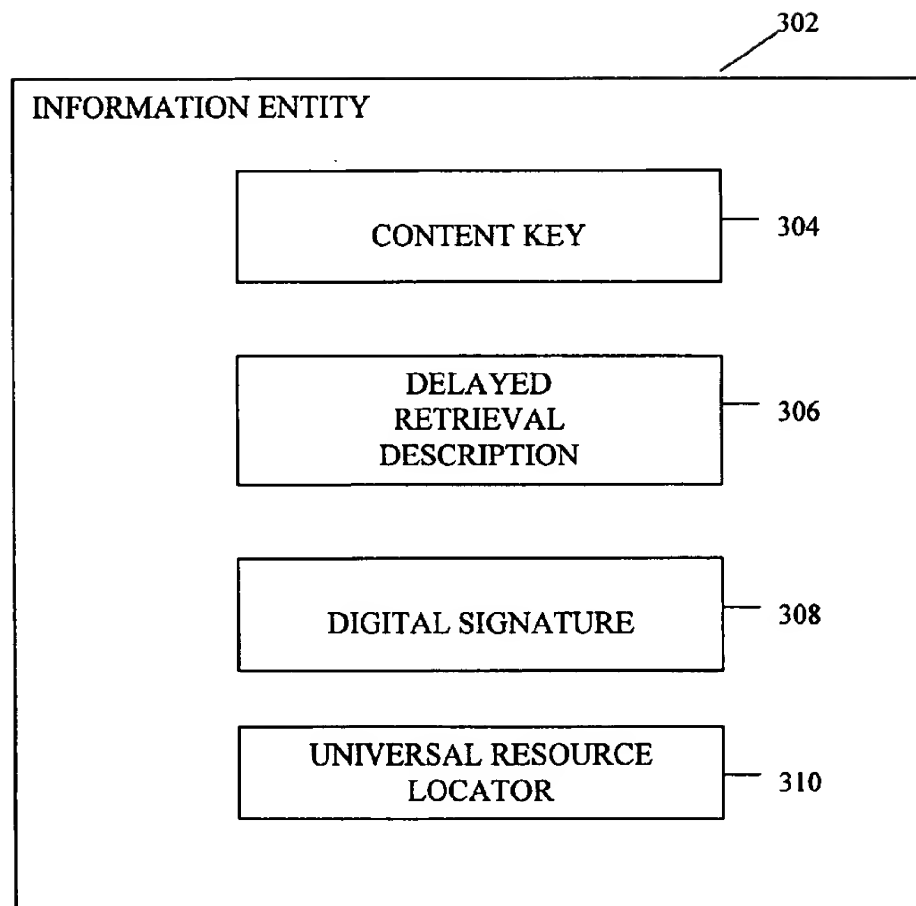 302
INFORMATION ENTITY
CONTENT KEY
304
DELAYED
RETRIEVAL
DESCRIPTION
306
DIGITAL SIGNATURE
308
UNIVERSAL RESOURCE
LOCATOR
310